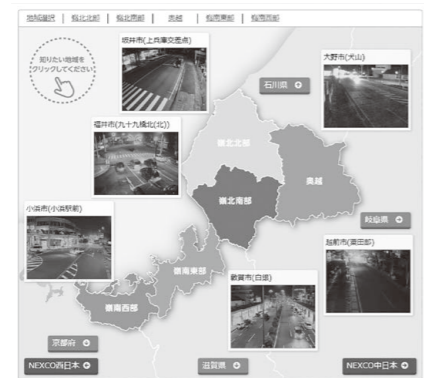 地域選択 | 嶺北北部 | 嶺北南部 | 奥越 | 嶺南東部 | 嶺南西部
知りたい地域を
クリックしてください
坂井市(上兵庫交差点)
大野市(犬山)
石川県
福井市(九十九橋北(北))
嶺北北部
奥越
小浜市(小浜駅前)
嶺北南部
岐阜県
越前市(妻田部)
嶺南東部
敦賀市(白銀)
嶺南西部
京都府
NEXCO西日本
滋賀県
NEXCO中日本